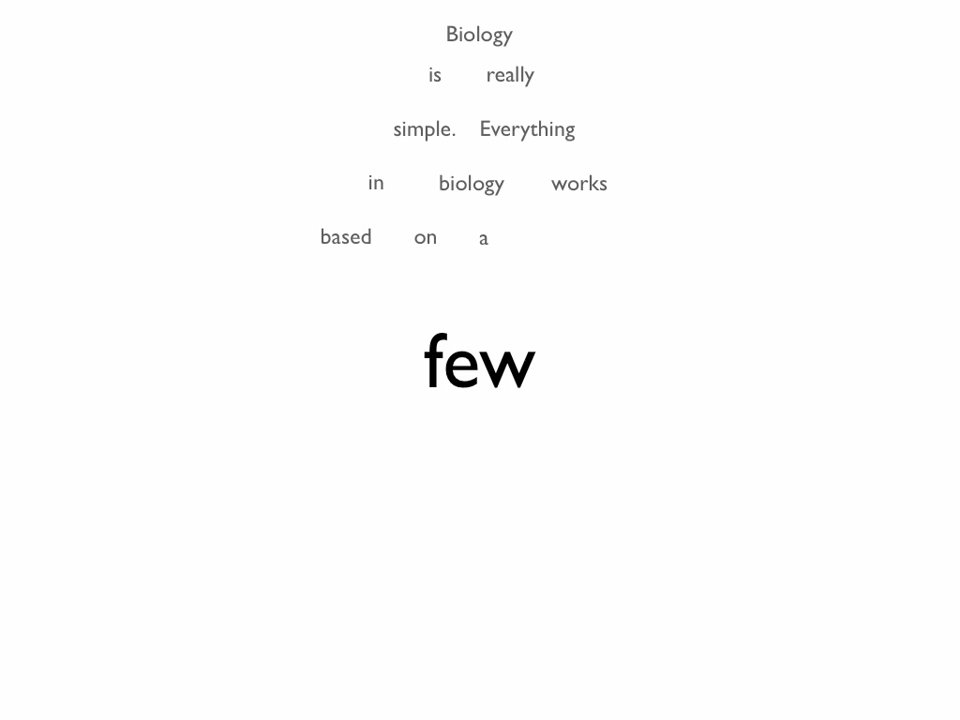 Biology
is really
simple. Everything
in biology works
based on a
few